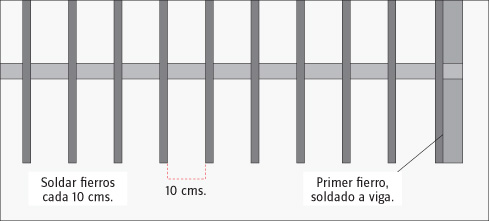 Soldar fierros
cada 10 cms.
10 cms.
Primer fierro,
soldado a viga.